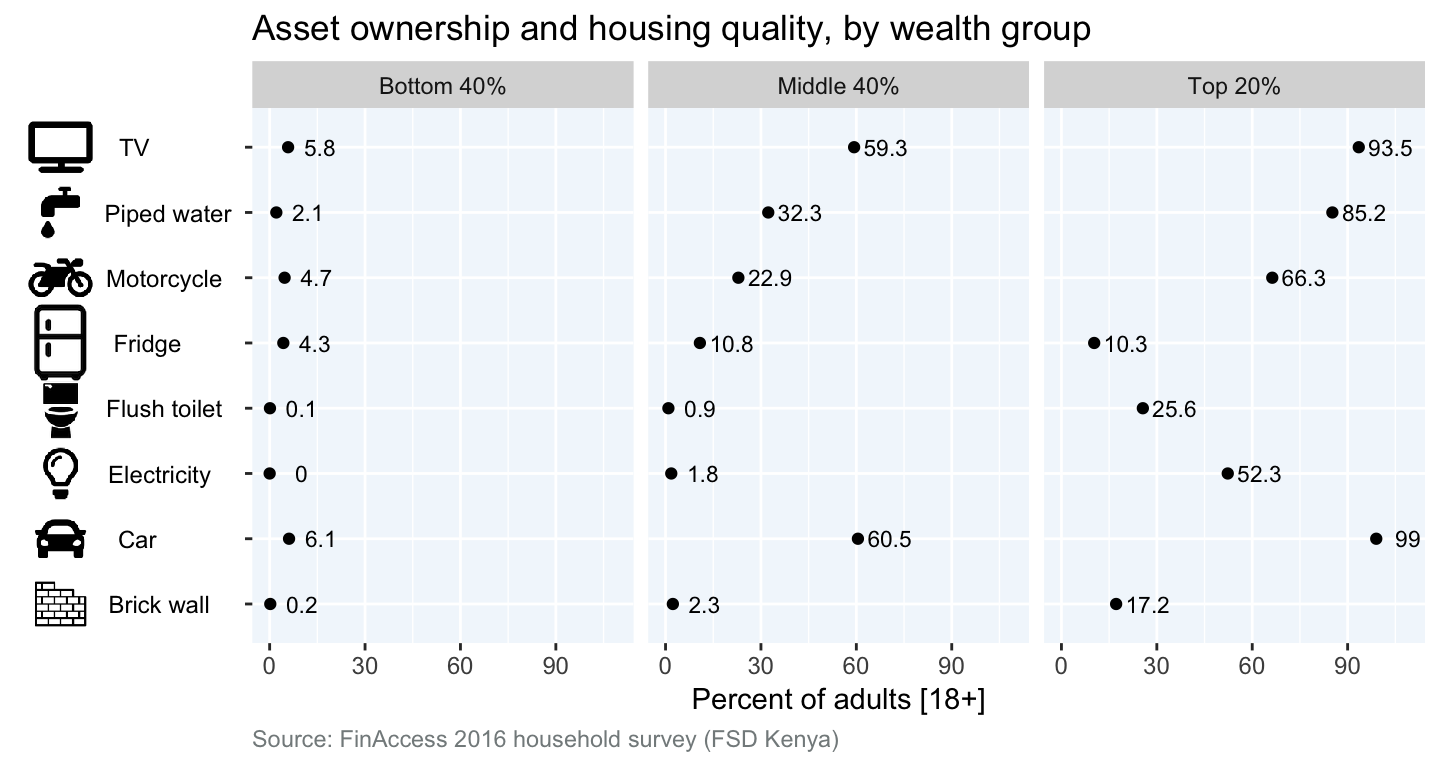 Asset ownership and housing quality, by wealth group
Bottom 40% Middle 40% Top 20%
TV 5.8 59.3 93.5
Piped water 2.1 32.3 85.2
Motorcycle 4.7 22.9 66.3
Fridge 4.3 10.8 10.3
Flush toilet 0.1 0.9 25.6
Electricity 0 1.8 52.3
Car 6.1 60.5 99
Brick wall 0.2 2.3 17.2
0 30 60 90 0 30 60 90 0 30 60 90
Percent of adults [18+]
Source: FinAccess 2016 household survey (FSD Kenya)